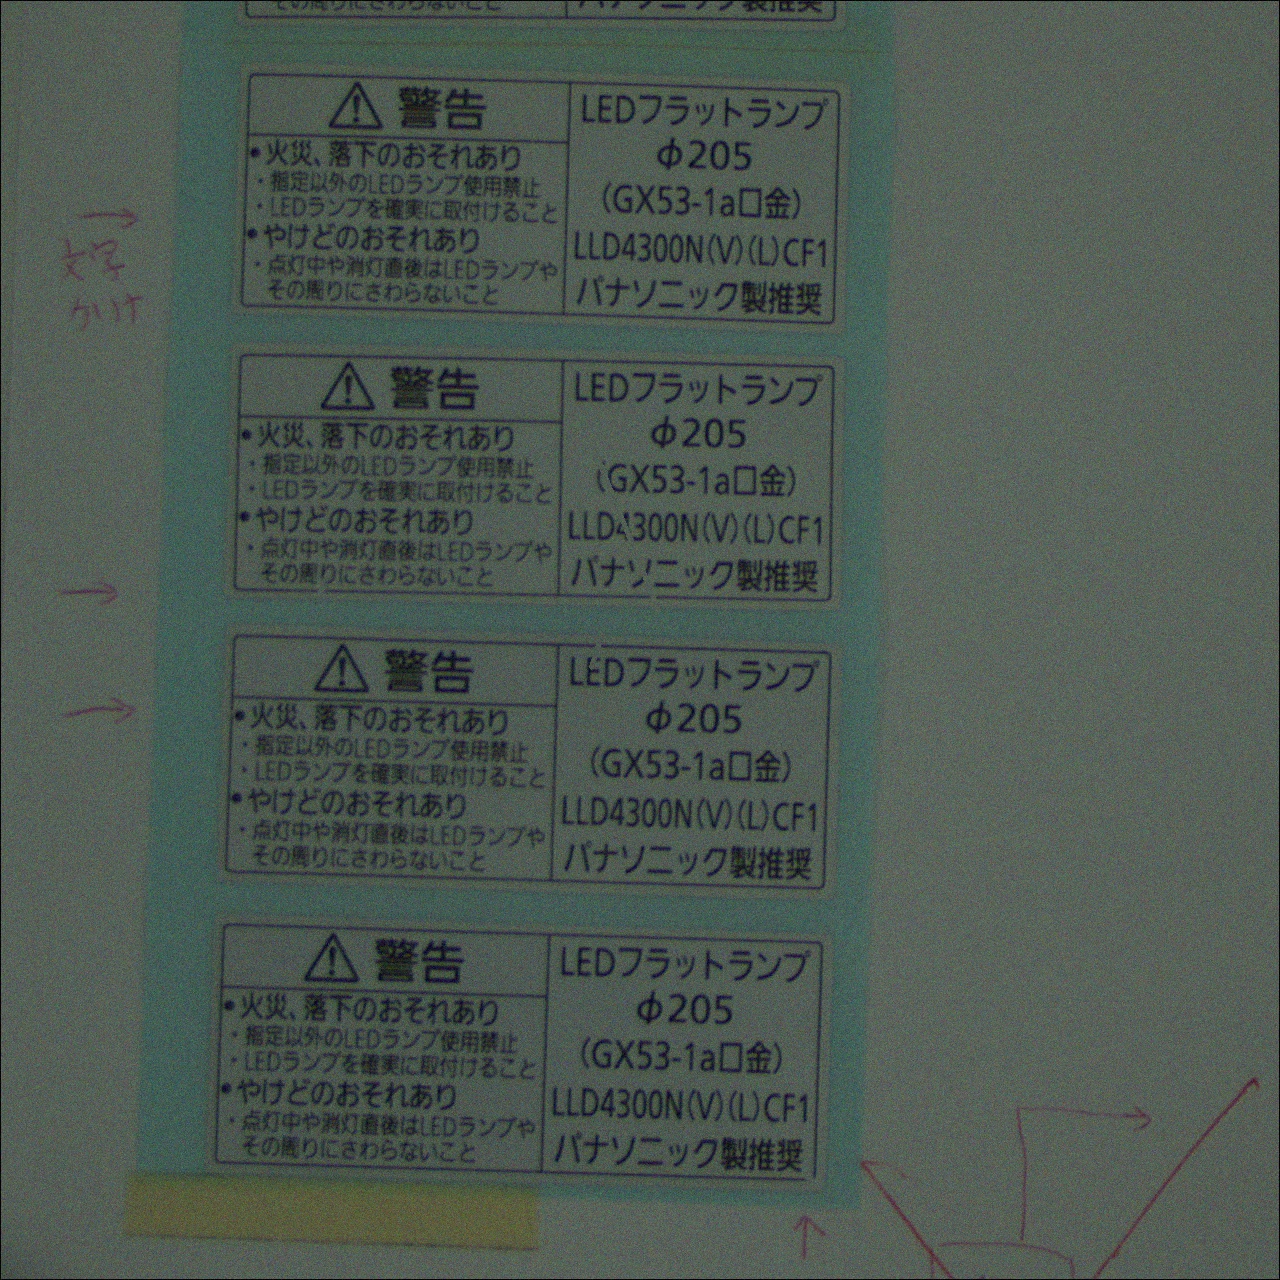 その周りにさわらないこと
パナソニック製推奨
警告
・火災、落下のおそれあり
・指定以外のLEDランプ使用禁止
・LEDランプを確実に取付けること
・やけどのおそれあり
・点灯中や消灯直後はLEDランプや
その周りにさわらないこと
LEDフラットランプ
Φ205
(GX53-1a口金)
LLD4300N(V)(L)CF1
パナソニック製推奨
文字
カケ
警告
・火災、落下のおそれあり
・指定以外のLEDランプ使用禁止
・LEDランプを確実に取付けること
・やけどのおそれあり
・点灯中や消灯直後はLEDランプや
その周りにさわらないこと
LEDフラットランプ
Φ205
(GX53-1a口金)
LLD4300N(V)(L)CF1
パナソニック製推奨
警告
・火災、落下のおそれあり
・指定以外のLEDランプ使用禁止
・LEDランプを確実に取付けること
・やけどのおそれあり
・点灯中や消灯直後はLEDランプや
その周りにさわらないこと
LEDフラットランプ
Φ205
(GX53-1a口金)
LLD4300N(V)(L)CF1
パナソニック製推奨
警告
・火災、落下のおそれあり
・指定以外のLEDランプ使用禁止
・LEDランプを確実に取付けること
・やけどのおそれあり
・点灯中や消灯直後はLEDランプや
その周りにさわらないこと
LEDフラットランプ
Φ205
(GX53-1a口金)
LLD4300N(V)(L)CF1
パナソニック製推奨